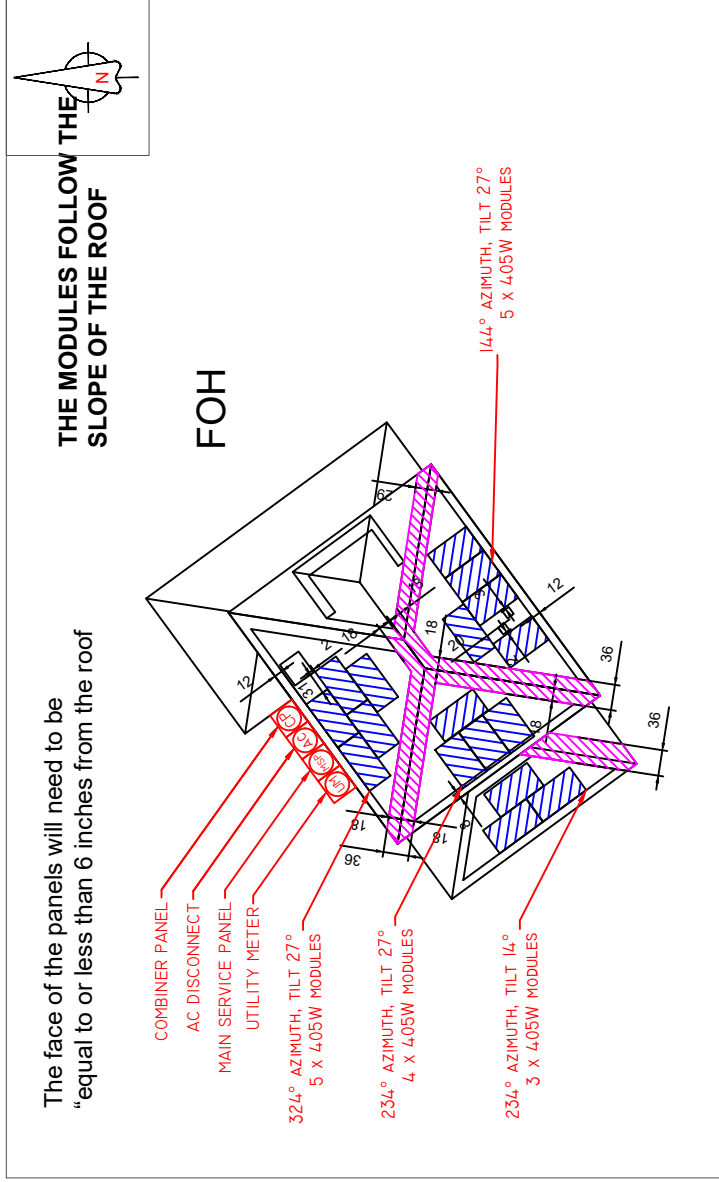 The face of the panels will need to be
“equal to or less than 6 inches from the roof
THE MODULES FOLLOW THE
SLOPE OF THE ROOF
N
FOH
COMBINER PANEL
AC DISCONNECT
MAIN SERVICE PANEL
UTILITY METER
324° AZIMUTH, TILT 27°
5 X 405W MODULES
234° AZIMUTH, TILT 27°
4 X 405W MODULES
234° AZIMUTH, TILT 14°
3 X 405W MODULES
144° AZIMUTH, TILT 27°
5 X 405W MODULES
CP
AC
MSP
UM
12
31
2
18
18
29
18
20
12
36
18
36
36
18
18
8